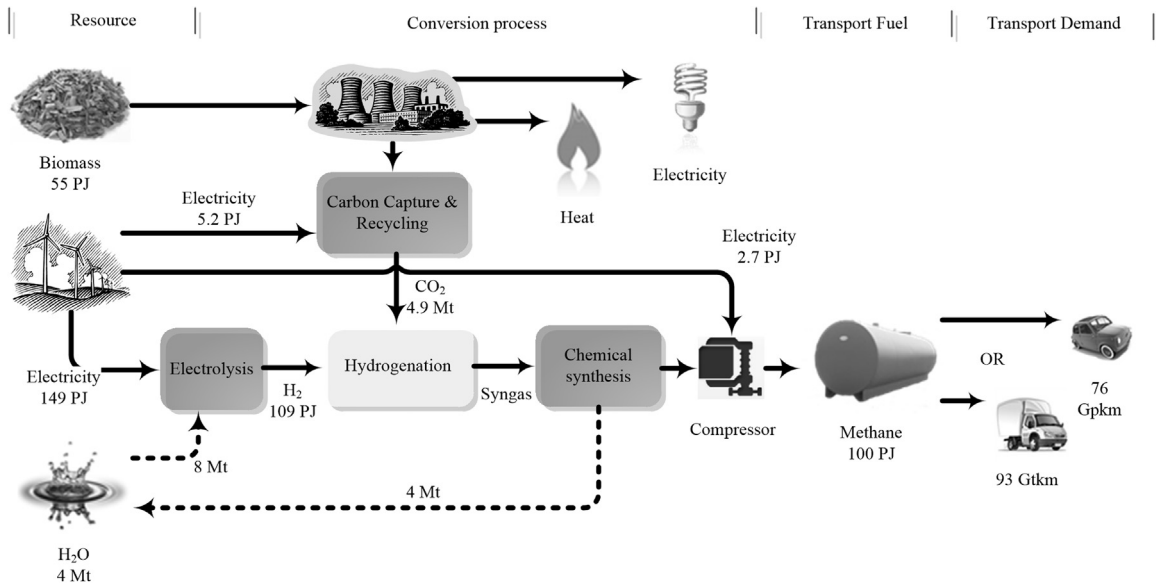 Resource
Conversion process
Transport Fuel
Transport Demand
Biomass
55 PJ
Electricity
5.2 PJ
Carbon Capture &
Recycling
Heat
Electricity
Electricity
2.7 PJ
CO₂
4.9 Mt
Electricity
149 PJ
Electrolysis
H₂
109 PJ
Hydrogenation
Syngas
Chemical
synthesis
Compressor
Methane
100 PJ
OR
76
Gpkm
93 Gtkm
8 Mt
4 Mt
H₂O
4 Mt